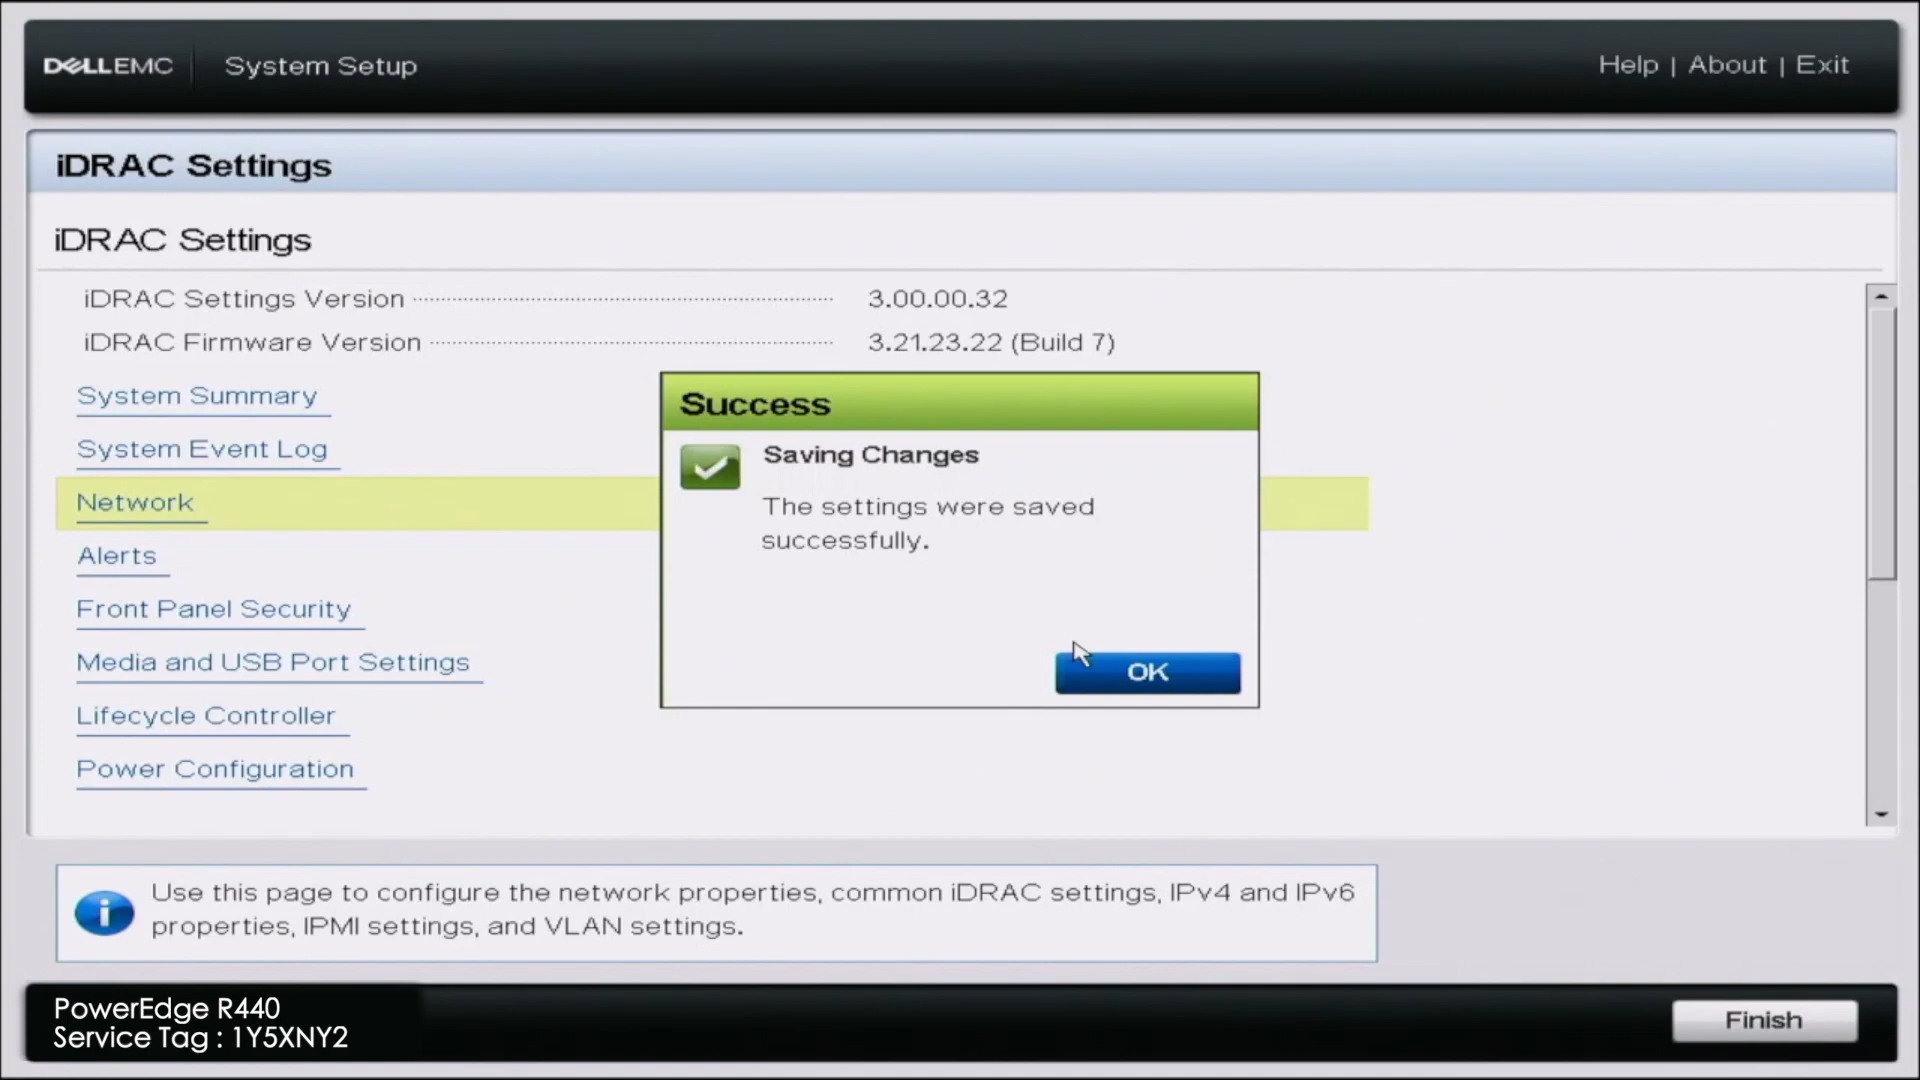 DELLEMC System Setup Help | About | Exit
iDRAC Settings
iDRAC Settings
iDRAC Settings Version 3.00.00.32
iDRAC Firmware Version 3.21.23.22 (Build 7)
System Summary
System Event Log
Network
Alerts
Front Panel Security
Media and USB Port Settings
Lifecycle Controller
Power Configuration
Success
Saving Changes
The settings were saved
successfully.
OK
Use this page to configure the network properties, common iDRAC settings, IPv4 and IPv6
properties, IPMI settings, and VLAN settings.
PowerEdge R440
Service Tag : 1Y5XNY2
Finish